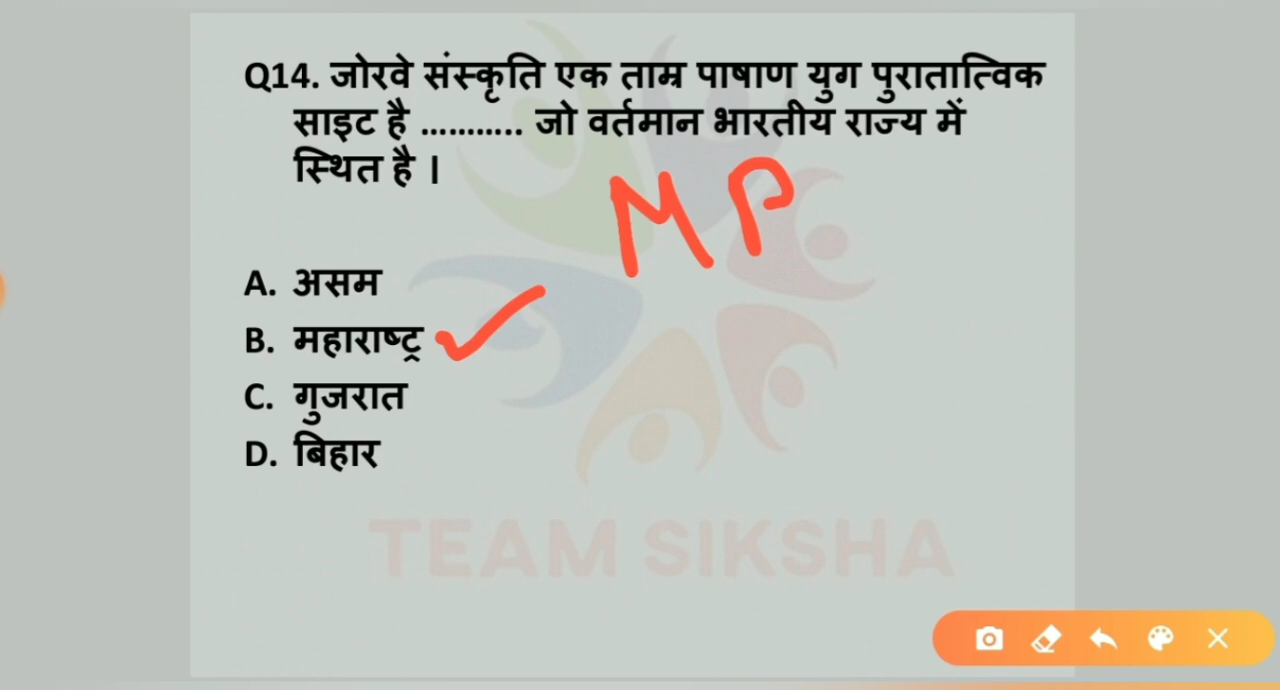 Q14. जोरवे संस्कृति एक ताम्र पाषाण युग पुरातात्विक
साइट है ........... जो वर्तमान भारतीय राज्य में
स्थित है ।
MP
A. असम
B. महाराष्ट्र
C. गुजरात
D. बिहार
TEAM SIKSHA